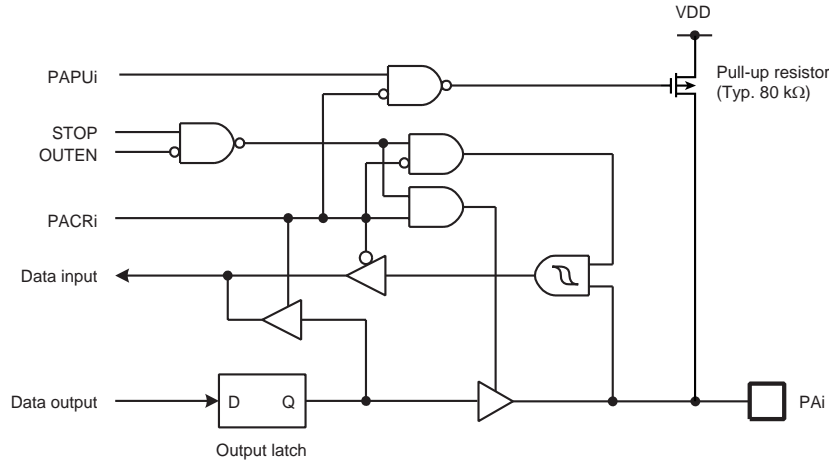 VDD
PAPUi
Pull-up resistor
(Typ. 80 kΩ)
STOP
OUTEN
PACRi
Data input
Data output
D Q
PAi
Output latch